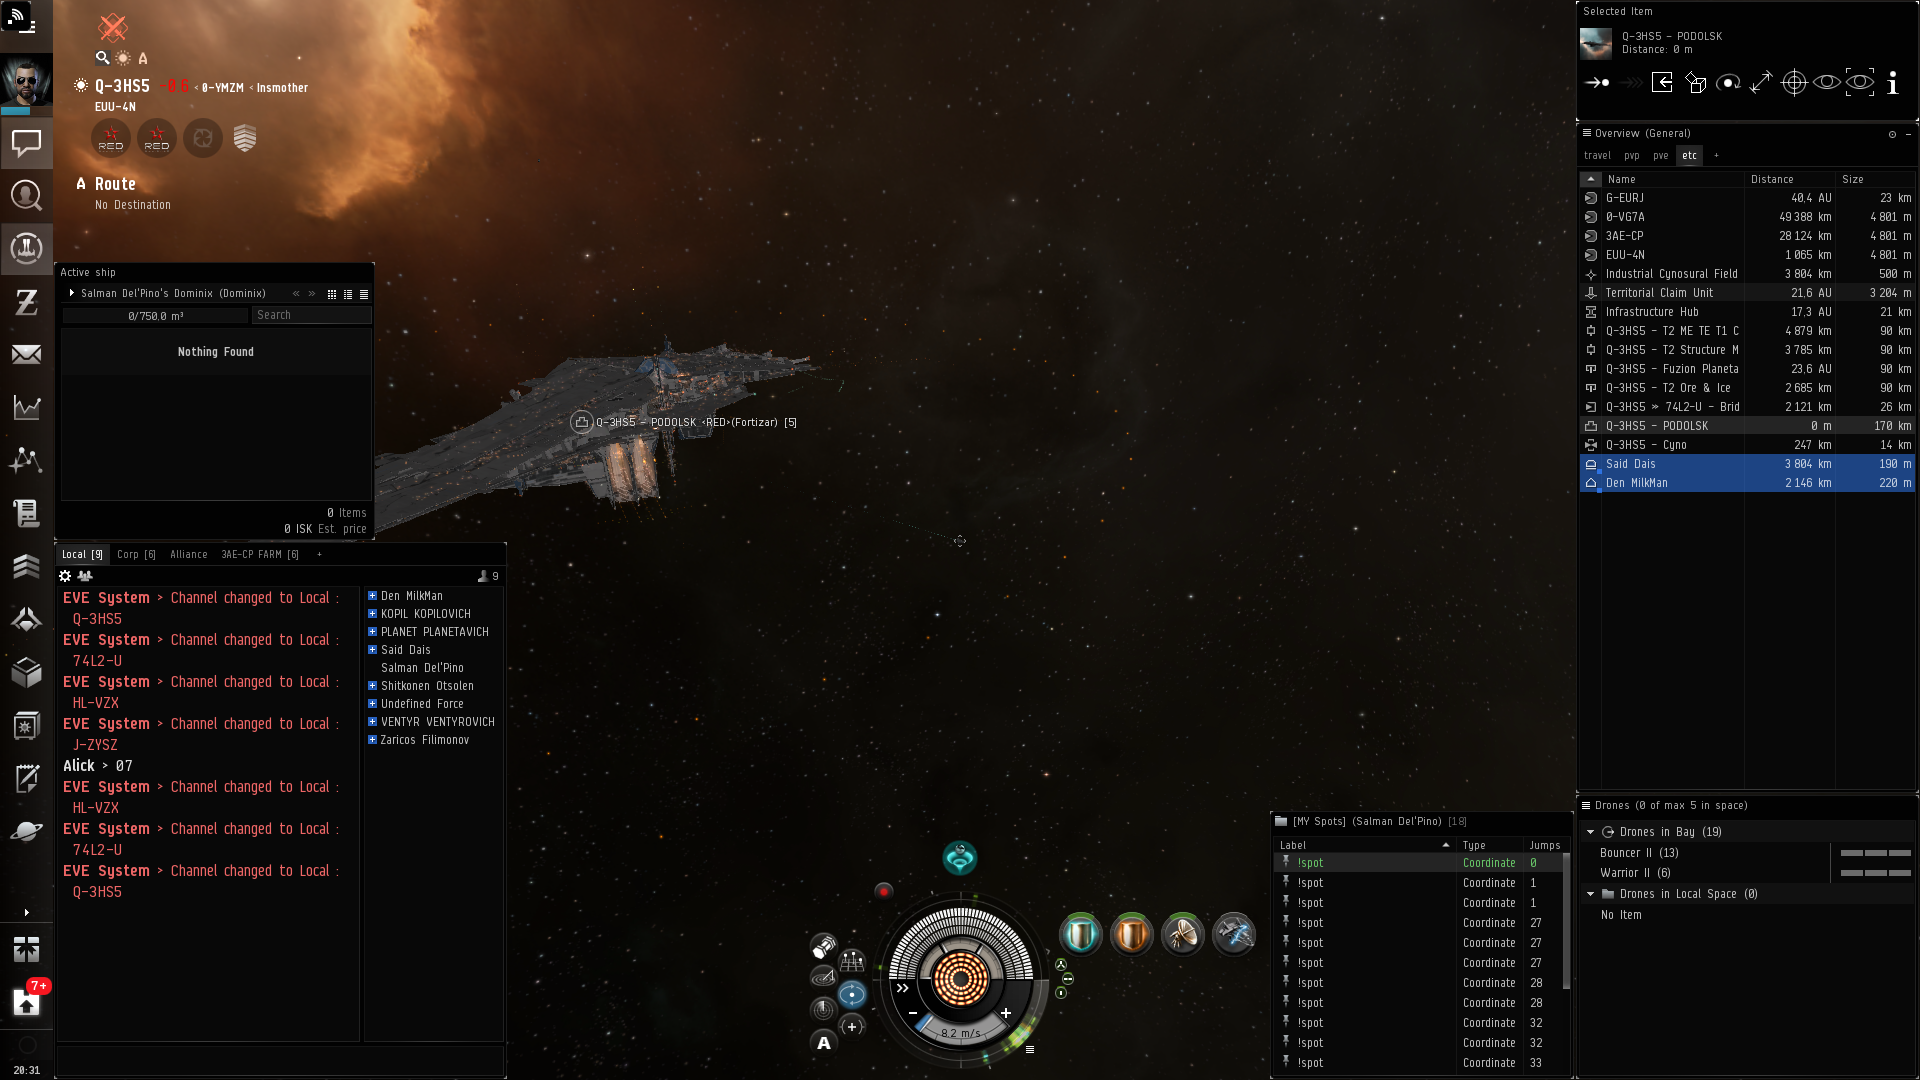 Q-3HS5 -0.6 < 0-YMZM < Insmother
EUU-4N
RED RED
A Route
No Destination
Active ship
Salman Del'Pino's Dominix (Dominix)
0/750,0 m³ Search
Nothing Found
0 Items
0 ISK Est. price
Q-3HS5 - PODOLSK <RED>(Fortizar) [5]
Local [9] Corp [6] Alliance 3AE-CP FARM [6] +
9
EVE System > Channel changed to Local :
Q-3HS5
EVE System > Channel changed to Local :
74L2-U
EVE System > Channel changed to Local :
HL-VZX
EVE System > Channel changed to Local :
J-ZYSZ
Alick > 07
EVE System > Channel changed to Local :
HL-VZX
EVE System > Channel changed to Local :
74L2-U
EVE System > Channel changed to Local :
Q-3HS5
Den MilkMan
KOPIL KOPILOVICH
PLANET PLANETAVICH
Said Dais
Salman Del'Pino
Shitkonen Otsolen
Undefined Force
VENTYR VENTYROVICH
Zaricos Filimonov
7+
20:31
8.2 m/s
A
[MY Spots] (Salman Del'Pino) [18]
Label Type Jumps
!spot Coordinate 0
!spot Coordinate 1
!spot Coordinate 1
!spot Coordinate 27
!spot Coordinate 27
!spot Coordinate 27
!spot Coordinate 28
!spot Coordinate 28
!spot Coordinate 32
!spot Coordinate 32
!spot Coordinate 33
Selected Item
Q-3HS5 - PODOLSK
Distance: 0 m
Overview (General)
travel pvp pve etc +
Name Distance Size
G-EURJ 40,4 AU 23 km
0-VG7A 49 388 km 4 801 m
3AE-CP 28 124 km 4 801 m
EUU-4N 1 065 km 4 801 m
Industrial Cynosural Field 3 804 km 500 m
Territorial Claim Unit 21,6 AU 3 204 m
Infrastructure Hub 17,3 AU 21 km
Q-3HS5 - T2 ME TE T1 C 4 879 km 90 km
Q-3HS5 - T2 Structure M 3 785 km 90 km
Q-3HS5 - Fuzion Planeta 23,6 AU 90 km
Q-3HS5 - T2 Ore & Ice 2 685 km 90 km
Q-3HS5 » 74L2-U - Brid 2 121 km 26 km
Q-3HS5 - PODOLSK 0 m 170 km
Q-3HS5 - Cyno 247 km 14 km
Said Dais 3 804 km 190 m
Den MilkMan 2 146 km 220 m
Drones (0 of max 5 in space)
Drones in Bay (19)
Bouncer II (13)
Warrior II (6)
Drones in Local Space (0)
No Item